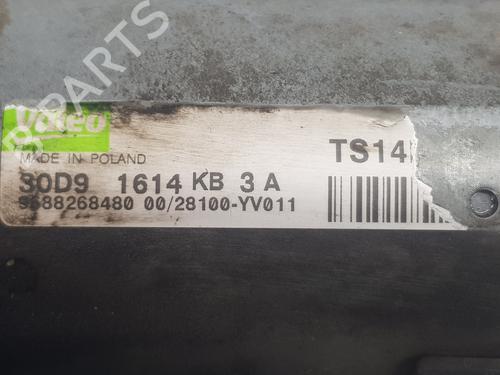 Valeo
TS14
MADE IN POLAND
30D9 1614 KB 3 A
9688268480 00/28100-YV011
B-PARTS